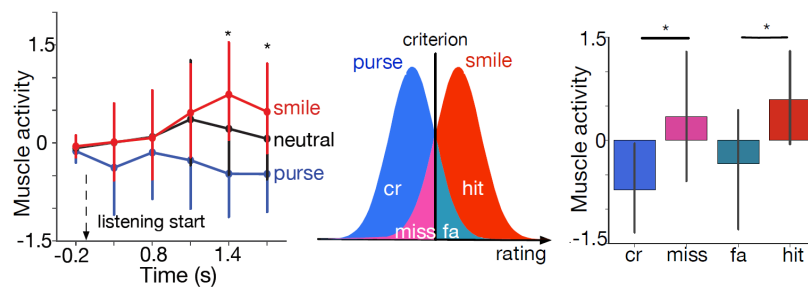 Muscle activity
1.5
0
-1.5
* *
smile
neutral
purse
listening start
-0.2 0.8 1.4
Time (s)
criterion
purse smile
cr hit
miss fa
rating
Muscle activity
1.5
0
-1.5
* *
cr miss fa hit